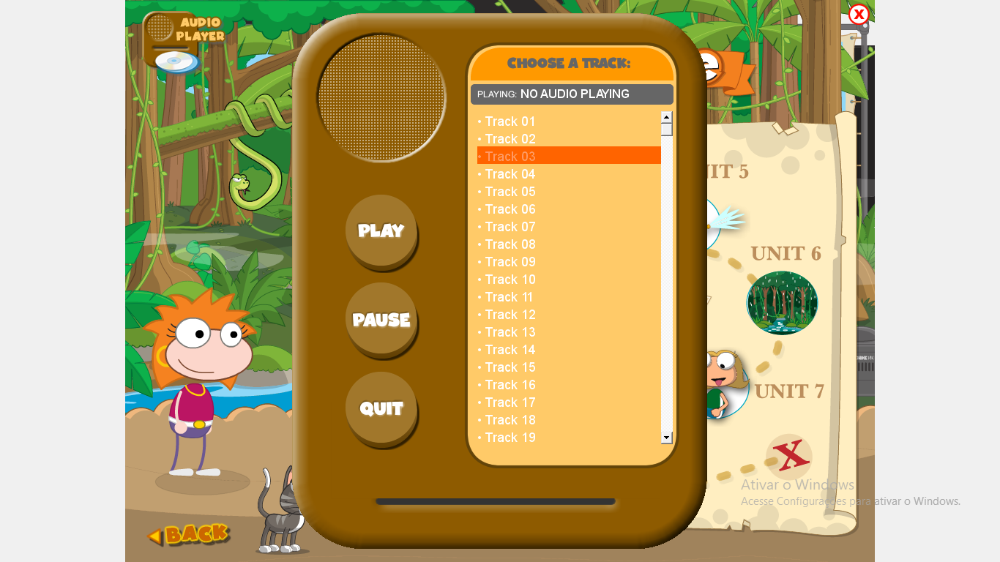 AUDIO
PLAYER
X
CHOOSE A TRACK:
PLAYING: NO AUDIO PLAYING
• Track 01
• Track 02
• Track 03
• Track 04
• Track 05
• Track 06
• Track 07
• Track 08
• Track 09
• Track 10
• Track 11
• Track 12
• Track 13
• Track 14
• Track 15
• Track 16
• Track 17
• Track 18
• Track 19
PLAY
PAUSE
QUIT
5
UNIT 6
UNIT 7
X
Ativar o Windows
Acesse Configurações para ativar o Windows.
BACK